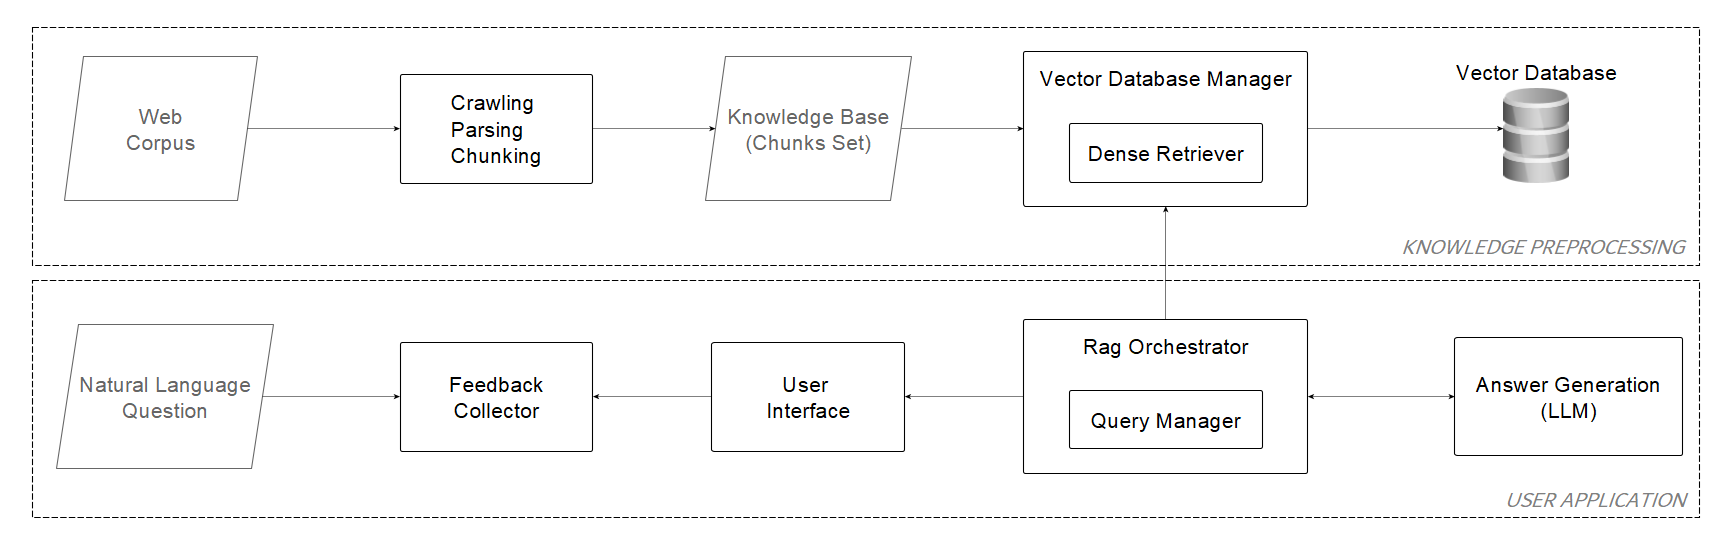 Web
Corpus
Crawling
Parsing
Chunking
Knowledge Base
(Chunks Set)
Vector Database Manager
Dense Retriever
Vector Database
KNOWLEDGE PREPROCESSING
Natural Language
Question
Feedback
Collector
User
Interface
Rag Orchestrator
Query Manager
Answer Generation
(LLM)
USER APPLICATION